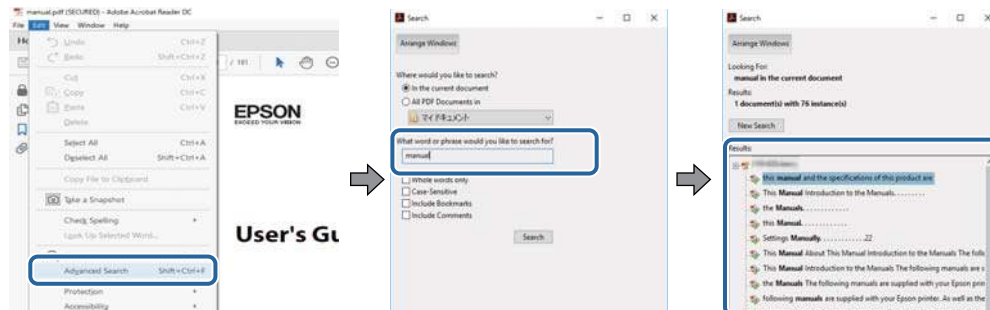 manual.pdf (SECURED) - Adobe Acrobat Reader DC
File Edit View Window Help
Undo Ctrl+Z
Redo Shift+Ctrl+Z
Cut Ctrl+X
Copy Ctrl+C
Paste Ctrl+V
Delete
Select All Ctrl+A
Deselect All Shift+Ctrl+A
Copy File to Clipboard
Take a Snapshot
Check Spelling
Look Up Selected Word...
Advanced Search Shift+Ctrl+F
Protection
Accessibility
/ 181
EPSON
EXCEED YOUR VISION
User's Gu
Search
Arrange Windows
Where would you like to search?
In the current document
All PDF Documents in
マイ ドキュメント
What word or phrase would you like to search for?
manual
Whole words only
Case-Sensitive
Include Bookmarks
Include Comments
Search
Search
Arrange Windows
Looking For:
manual in the current document
Results:
1 document(s) with 76 instance(s)
New Search
Results:
this manual and the specifications of this product are
This Manual Introduction to the Manuals. . . . . . . . .
the Manuals. . . . . . . . . . . . .
this Manual. . . . . . . . . . . . .
Settings Manually. . . . . . . . . . . .22
This Manual About This Manual Introduction to the Manuals The follo
This Manual Introduction to the Manuals The following manuals are s
the Manuals The following manuals are supplied with your Epson prin
following manuals are supplied with your Epson printer. As well as the